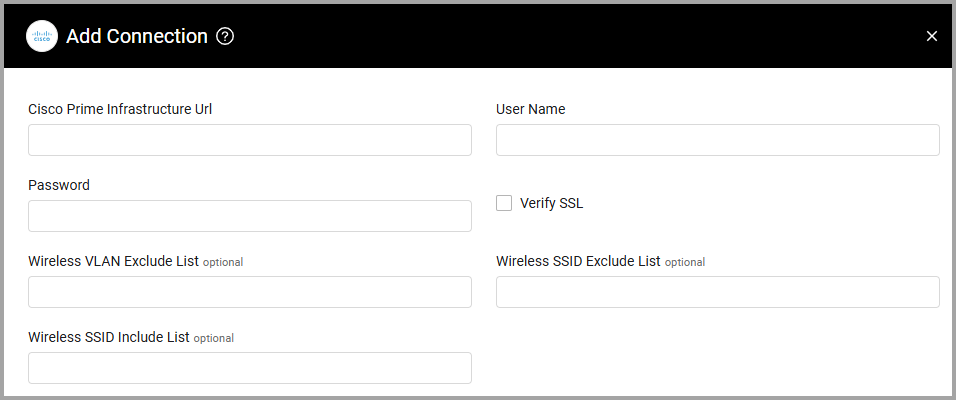 CISCO
Add Connection ?
Cisco Prime Infrastructure Url
User Name
Password
Verify SSL
Wireless VLAN Exclude List optional
Wireless SSID Exclude List optional
Wireless SSID Include List optional